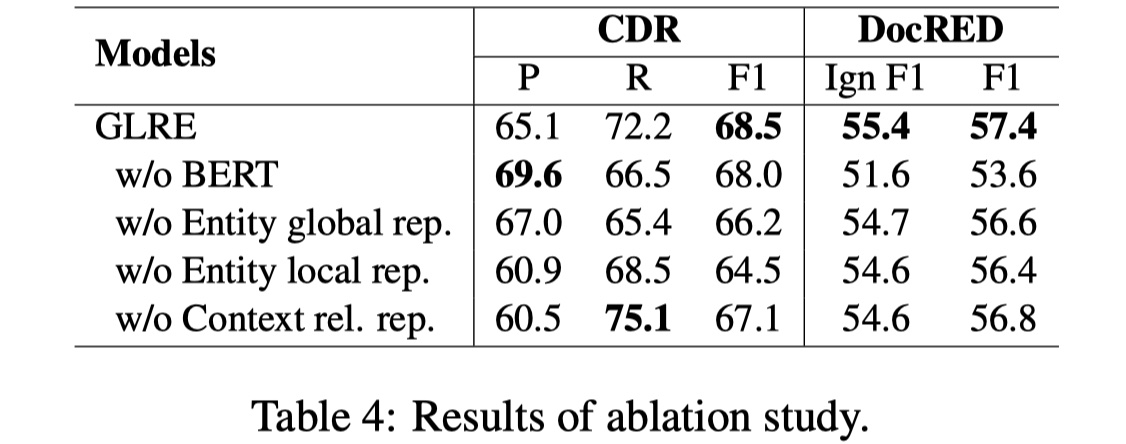 Models CDR DocRED
P R F1 Ign F1 F1
GLRE 65.1 72.2 68.5 55.4 57.4
w/o BERT 69.6 66.5 68.0 51.6 53.6
w/o Entity global rep. 67.0 65.4 66.2 54.7 56.6
w/o Entity local rep. 60.9 68.5 64.5 54.6 56.4
w/o Context rel. rep. 60.5 75.1 67.1 54.6 56.8
Table 4: Results of ablation study.